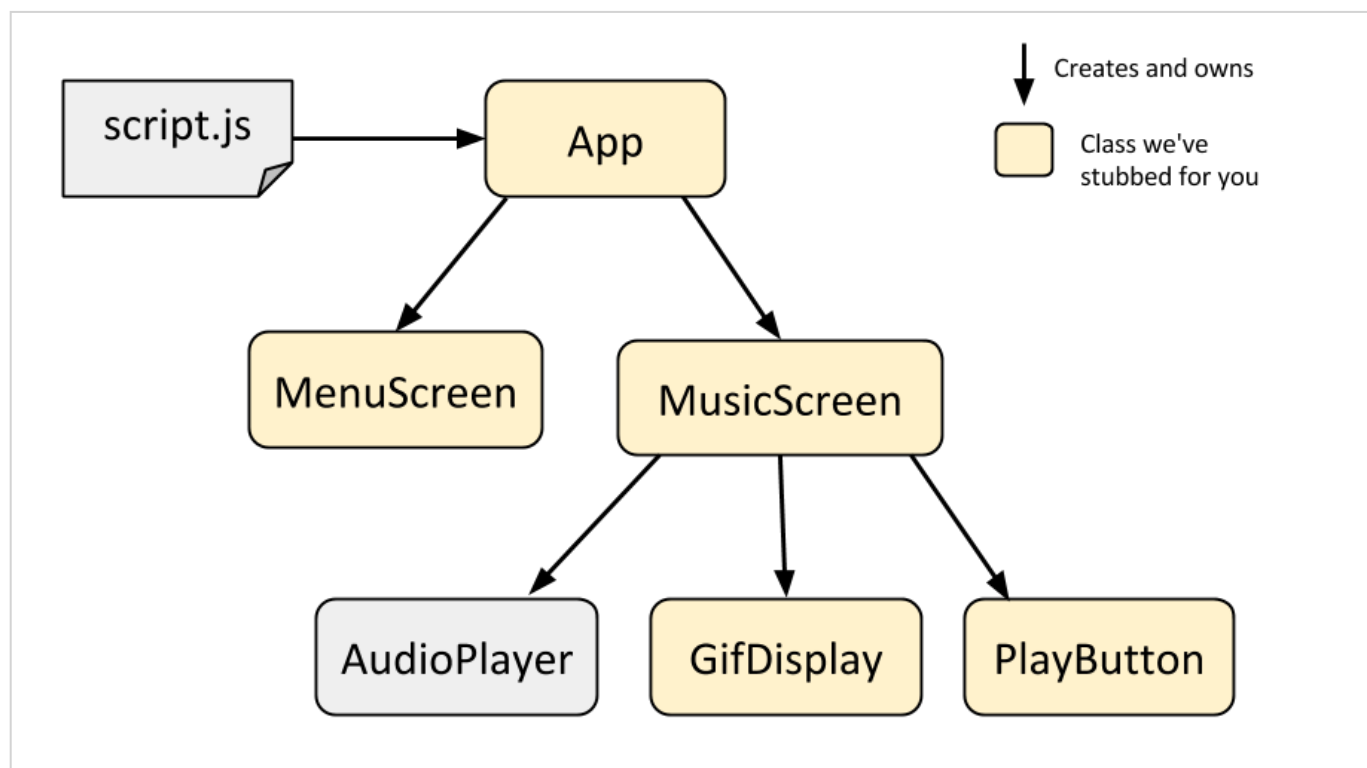 script.js
App
Creates and owns
Class we've
stubbed for you
MenuScreen
MusicScreen
AudioPlayer
GifDisplay
PlayButton